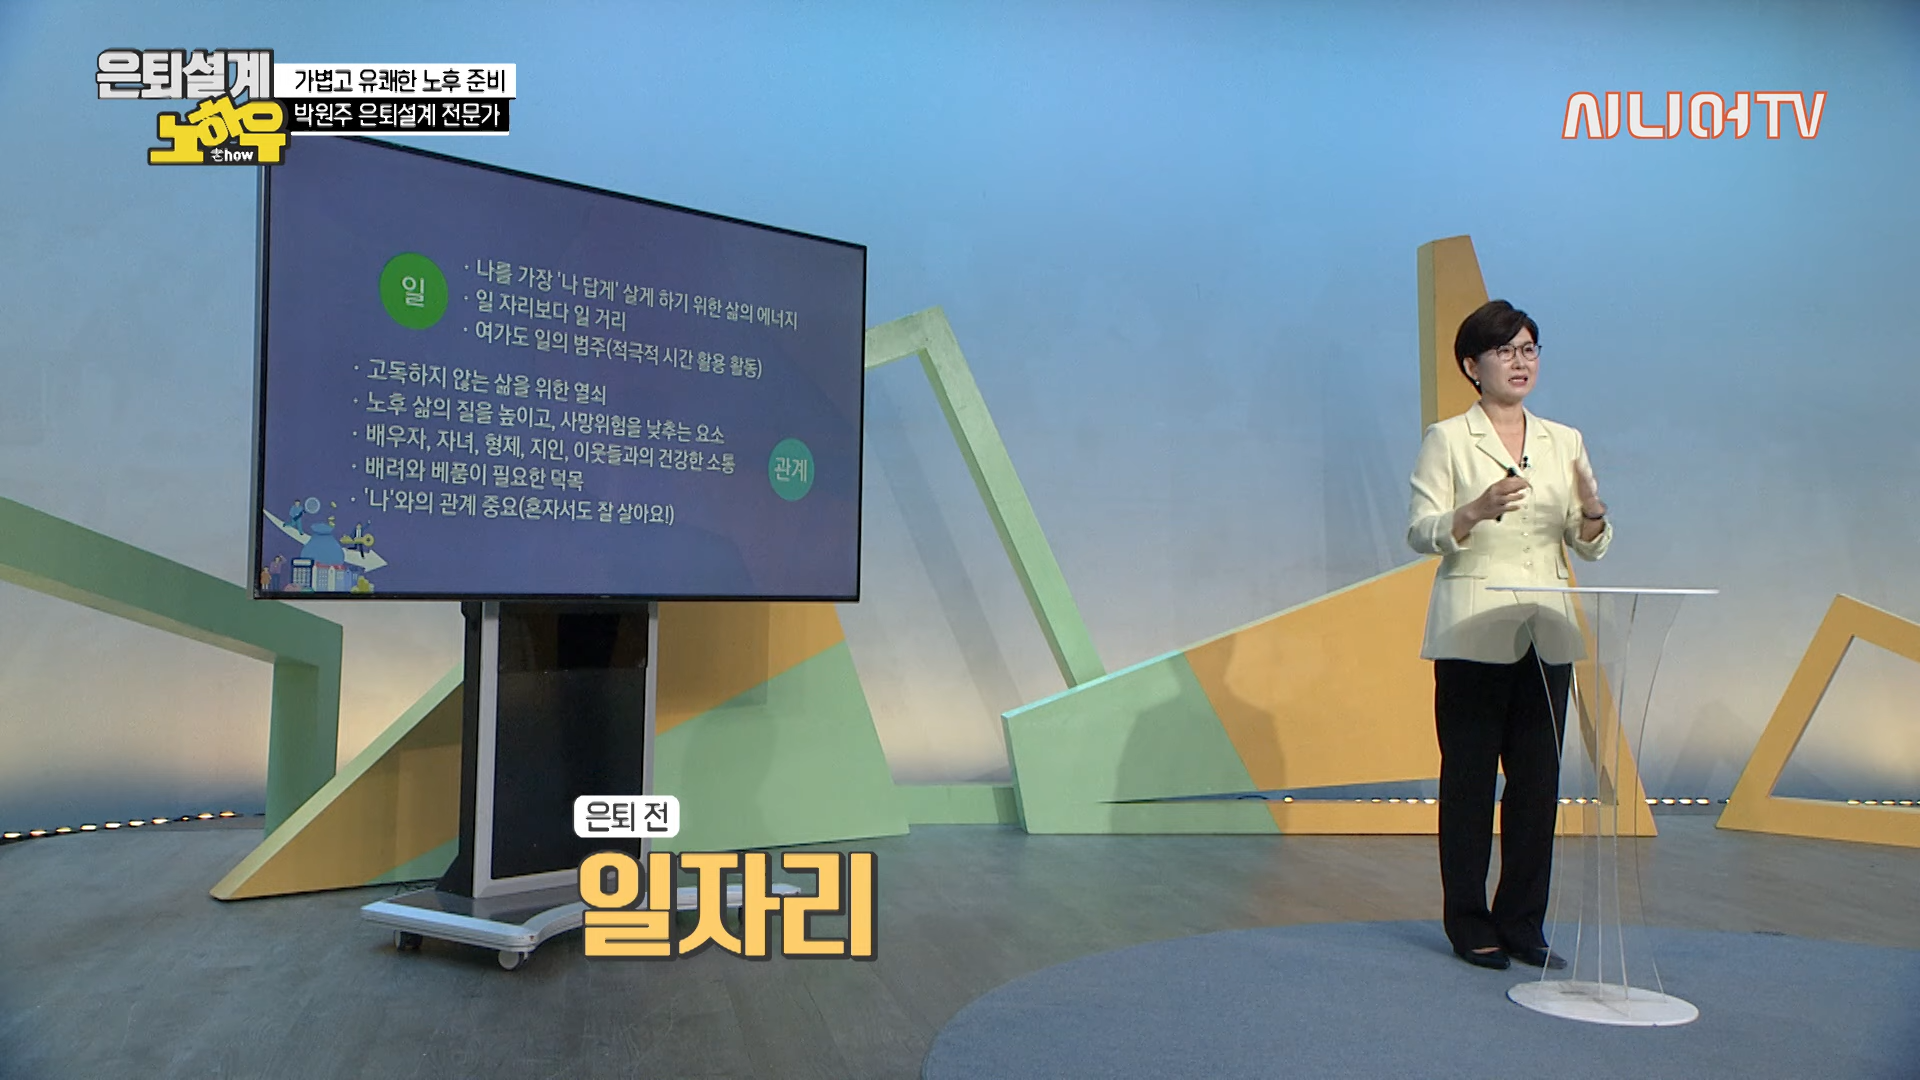 은퇴설계
노하우
老how
가볍고 유쾌한 노후 준비
박원주 은퇴설계 전문가
시니어TV
일
· 나를 가장 '나 답게' 살게 하기 위한 삶의 에너지
· 일 자리보다 일 거리
· 여가도 일의 범주(적극적 시간 활용 활동)
· 고독하지 않는 삶을 위한 열쇠
· 노후 삶의 질을 높이고, 사망위험을 낮추는 요소
· 배우자, 자녀, 형제, 지인, 이웃들과의 건강한 소통
· 배려와 베품이 필요한 덕목
· '나'와의 관계 중요(혼자서도 잘 살아요!)
관계
은퇴 전
일자리